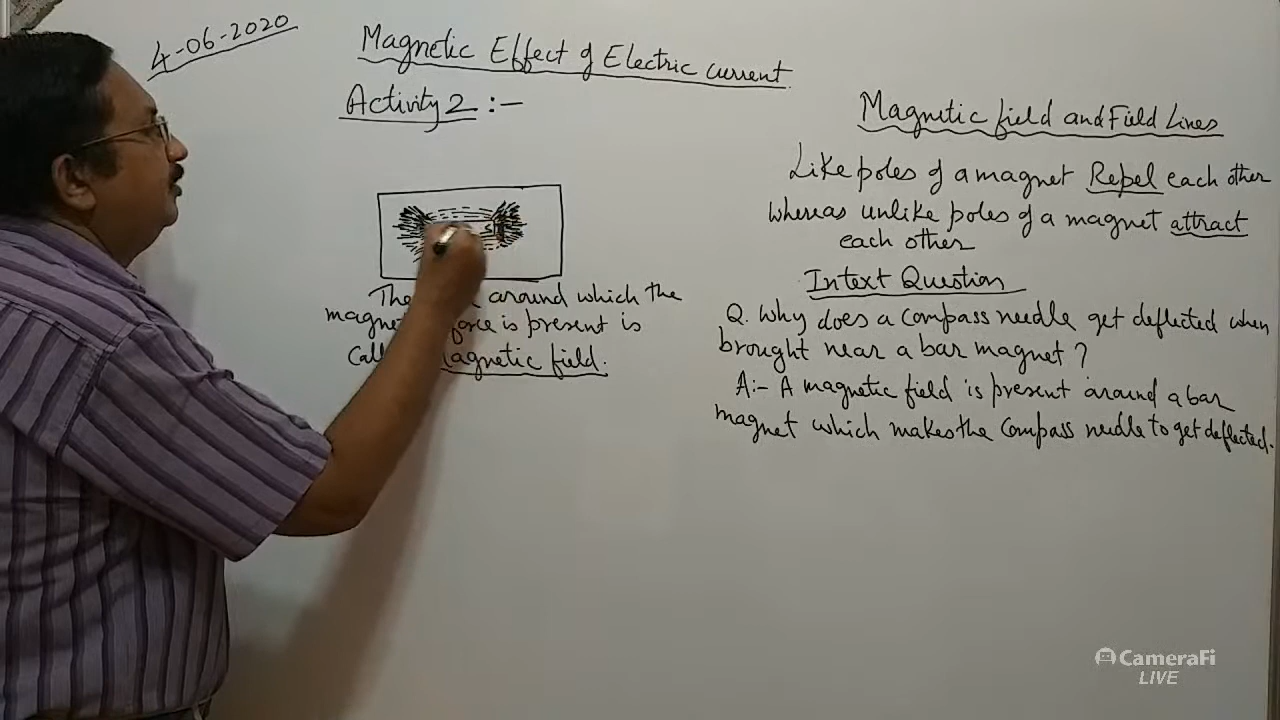 4-06-2020
Magnetic Effect of Electric current
Activity 2 :-
The around which the
magnet force is present is
Call magnetic field.
Magnetic field and Field Lines
Like poles of a magnet Repel each other
whereas unlike poles of a magnet attract
each other
Intext Question
Q. Why does a Compass needle get deflected when
brought near a bar magnet?
A:- A magnetic field is present around a bar
magnet which makes the Compass needle to get deflected.
CameraFi
LIVE